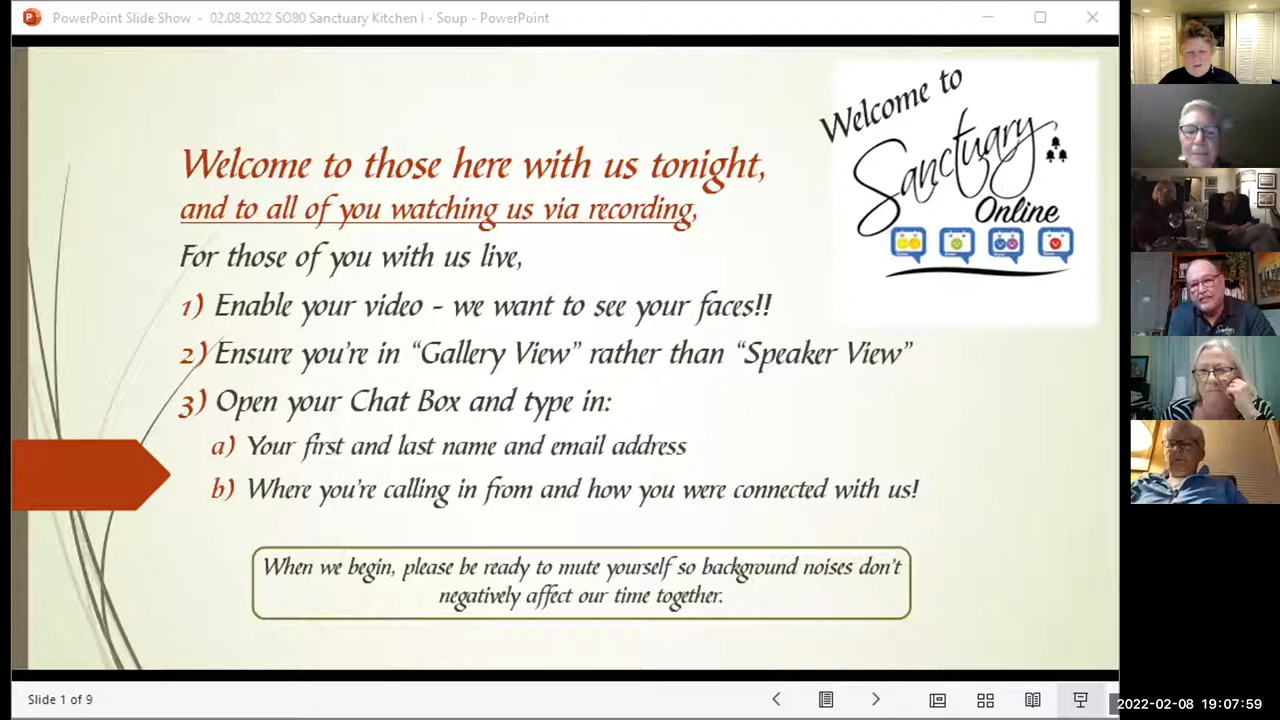 PowerPoint Slide Show - 02.08.2022 SO80 Sanctuary Kitchen I - Soup - PowerPoint
Welcome to
Sanctuary
Online
Welcome to those here with us tonight,
and to all of you watching us via recording,
For those of you with us live,
1) Enable your video - we want to see your faces!!
2) Ensure you're in "Gallery View" rather than "Speaker View"
3) Open your Chat Box and type in:
a) Your first and last name and email address
b) Where you're calling in from and how you were connected with us!
When we begin, please be ready to mute yourself so background noises don't
negatively affect our time together.
Slide 1 of 9
2022-02-08 19:07:59